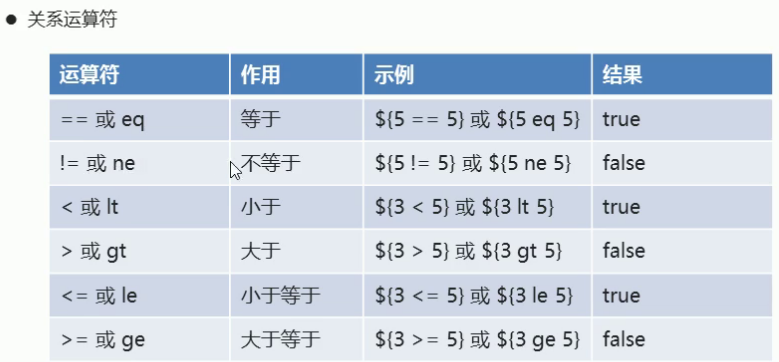 ● 关系运算符
运算符 作用 示例 结果
== 或 eq 等于 ${5 == 5} 或 ${5 eq 5} true
!= 或 ne 不等于 ${5 != 5} 或 ${5 ne 5} false
< 或 lt 小于 ${3 < 5} 或 ${3 lt 5} true
> 或 gt 大于 ${3 > 5} 或 ${3 gt 5} false
<= 或 le 小于等于 ${3 <= 5} 或 ${3 le 5} true
>= 或 ge 大于等于 ${3 >= 5} 或 ${3 ge 5} false